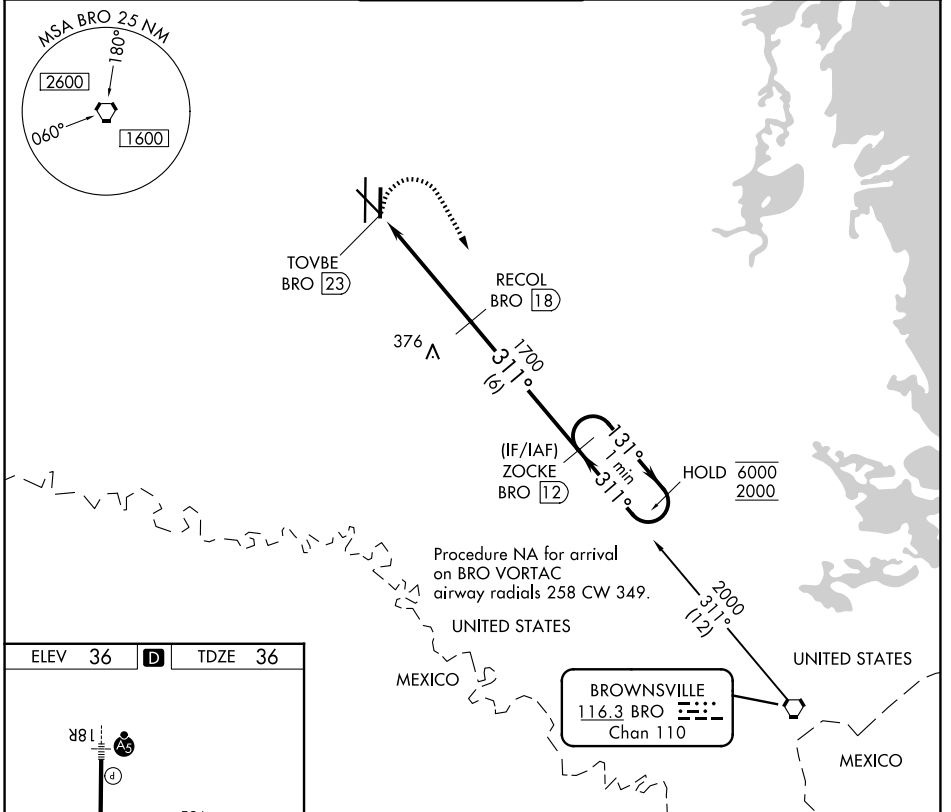 MSA BRO 25 NM
180°
2600
060°
1600
TOVBE
BRO 23
RECOL
BRO 18
376
1700
311°
(6)
(IF/IAF)
ZOCKE
BRO 12
131°
1 min
311°
HOLD 6000
2000
Procedure NA for arrival
on BRO VORTAC
airway radials 258 CW 349.
2000
311°
(12)
UNITED STATES
MEXICO
UNITED STATES
MEXICO
BROWNSVILLE
116.3 BRO
Chan 110
ELEV 36 D TDZE 36
18R
A5
P